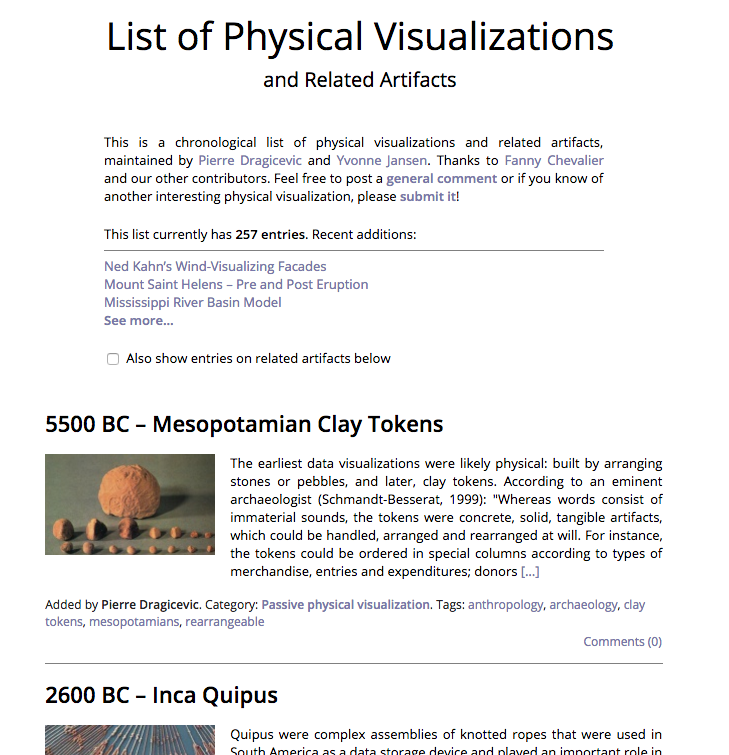 List of Physical Visualizations
and Related Artifacts
This is a chronological list of physical visualizations and related artifacts,
maintained by Pierre Dragicevic and Yvonne Jansen. Thanks to Fanny Chevalier
and our other contributors. Feel free to post a general comment or if you know of
another interesting physical visualization, please submit it!
This list currently has 257 entries. Recent additions:
Ned Kahn’s Wind-Visualizing Facades
Mount Saint Helens – Pre and Post Eruption
Mississippi River Basin Model
See more...
Also show entries on related artifacts below
5500 BC – Mesopotamian Clay Tokens
The earliest data visualizations were likely physical: built by arranging
stones or pebbles, and later, clay tokens. According to an eminent
archaeologist (Schmandt-Besserat, 1999): "Whereas words consist of
immaterial sounds, the tokens were concrete, solid, tangible artifacts,
which could be handled, arranged and rearranged at will. For instance,
the tokens could be ordered in special columns according to types of
merchandise, entries and expenditures; donors [...]
Added by Pierre Dragicevic. Category: Passive physical visualization. Tags: anthropology, archaeology, clay
tokens, mesopotamians, rearrangeable
Comments (0)
2600 BC – Inca Quipus
Quipus were complex assemblies of knotted ropes that were used in
South America as a data storage device and played an important role in